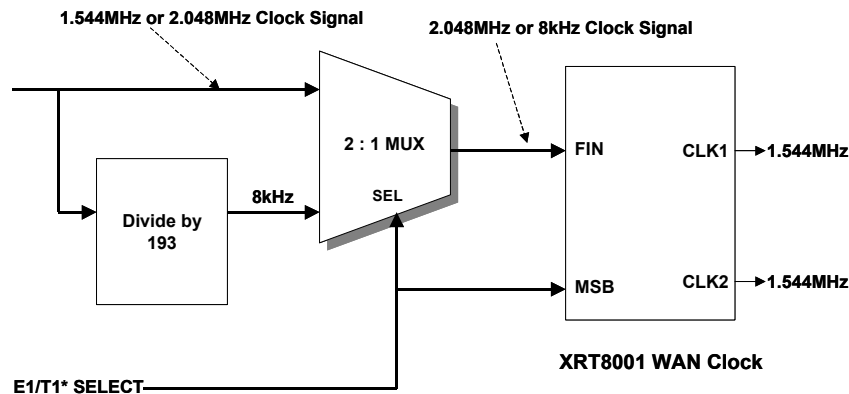 1.544MHz or 2.048MHz Clock Signal
2.048MHz or 8kHz Clock Signal
2 : 1 MUX
SEL
Divide by
193
8kHz
FIN
CLK1
1.544MHz
MSB
CLK2
1.544MHz
XRT8001 WAN Clock
E1/T1* SELECT